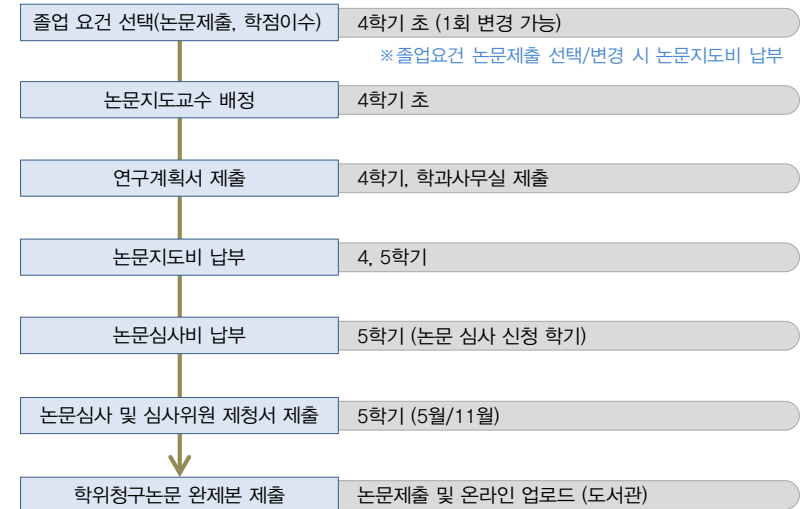 졸업 요건 선택(논문제출, 학점이수) 4학기 초 (1회 변경 가능)
※졸업요건 논문제출 선택/변경 시 논문지도비 납부
논문지도교수 배정 4학기 초
연구계획서 제출 4학기, 학과사무실 제출
논문지도비 납부 4, 5학기
논문심사비 납부 5학기 (논문 심사 신청 학기)
논문심사 및 심사위원 제청서 제출 5학기 (5월/11월)
학위청구논문 완제본 제출 논문제출 및 온라인 업로드 (도서관)